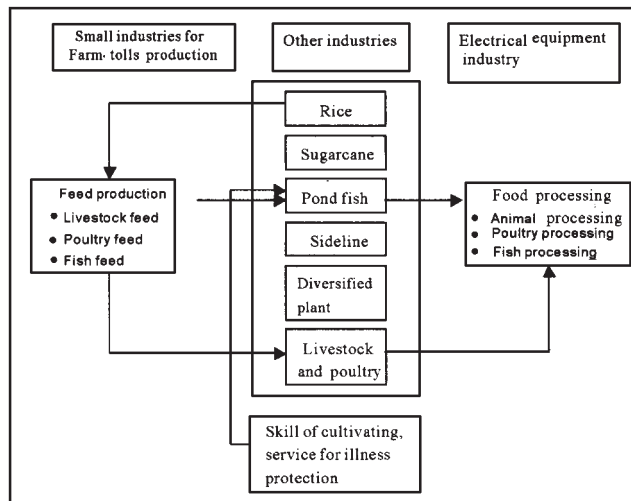 Small industries for
Farm· tolls production
Other industries
Electrical equipment
industry
Rice
Sugarcane
Pond fish
Sideline
Diversified
plant
Livestock
and poultry
Feed production
• Livestock feed
• Poultry feed
• Fish feed
Food processing
• Animal processing
• Poultry processing
• Fish processing
Skill of cultivating,
service for illness
protection